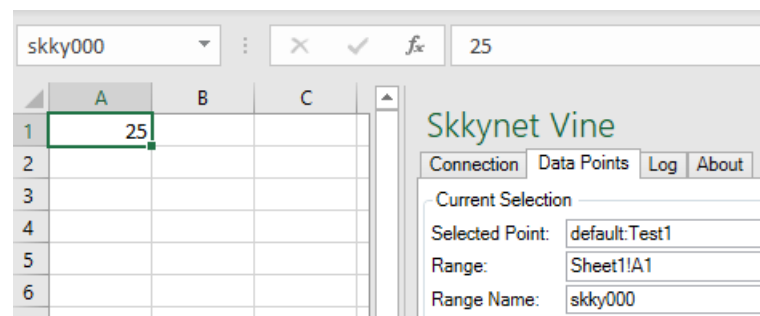 skky000 fx 25
A B C
1 25
2
3
4
5
6
Skkynet Vine
Connection Data Points Log About
Current Selection
Selected Point: default:Test1
Range: Sheet1!A1
Range Name: skky000